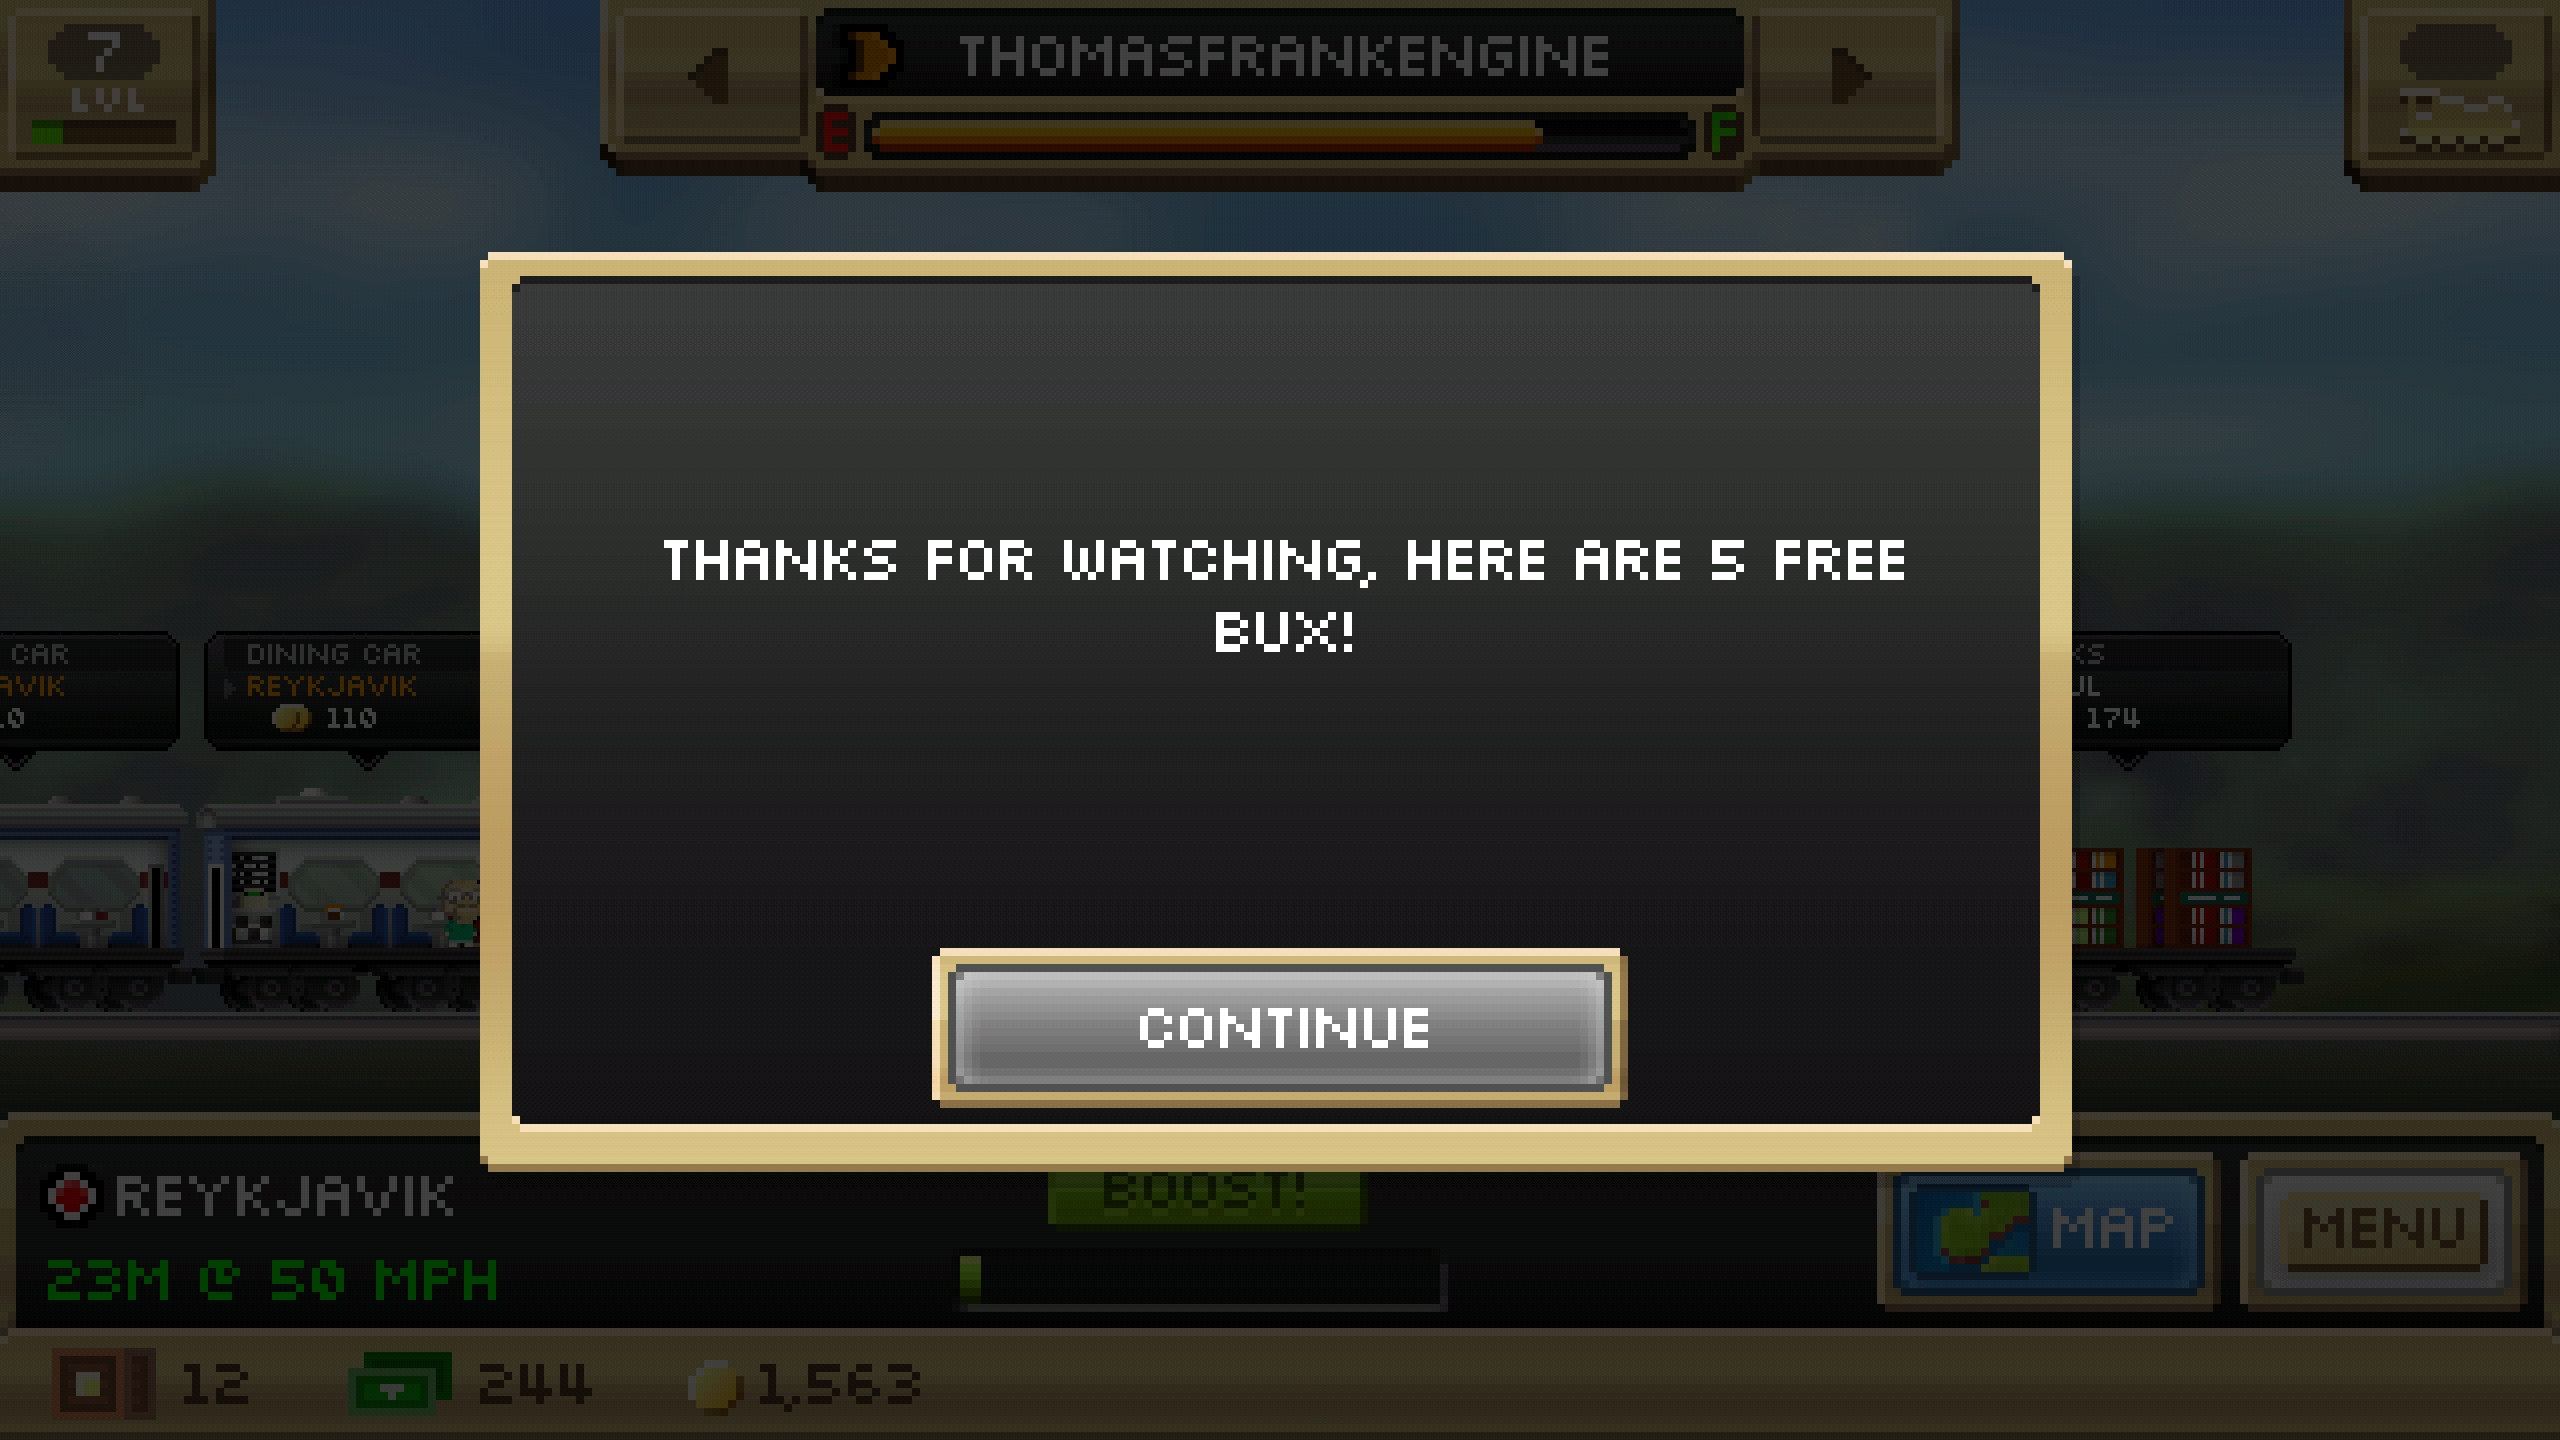 7
LVL
THOMASFRANKENGINE
E F
THANKS FOR WATCHING, HERE ARE 5 FREE
BUX!
CAR
DINING CAR
REYKJAVIK
110
174
CONTINUE
REYKJAVIK
23M @ 50 MPH
BOOST!
MAP
MENU
12
244
1,563